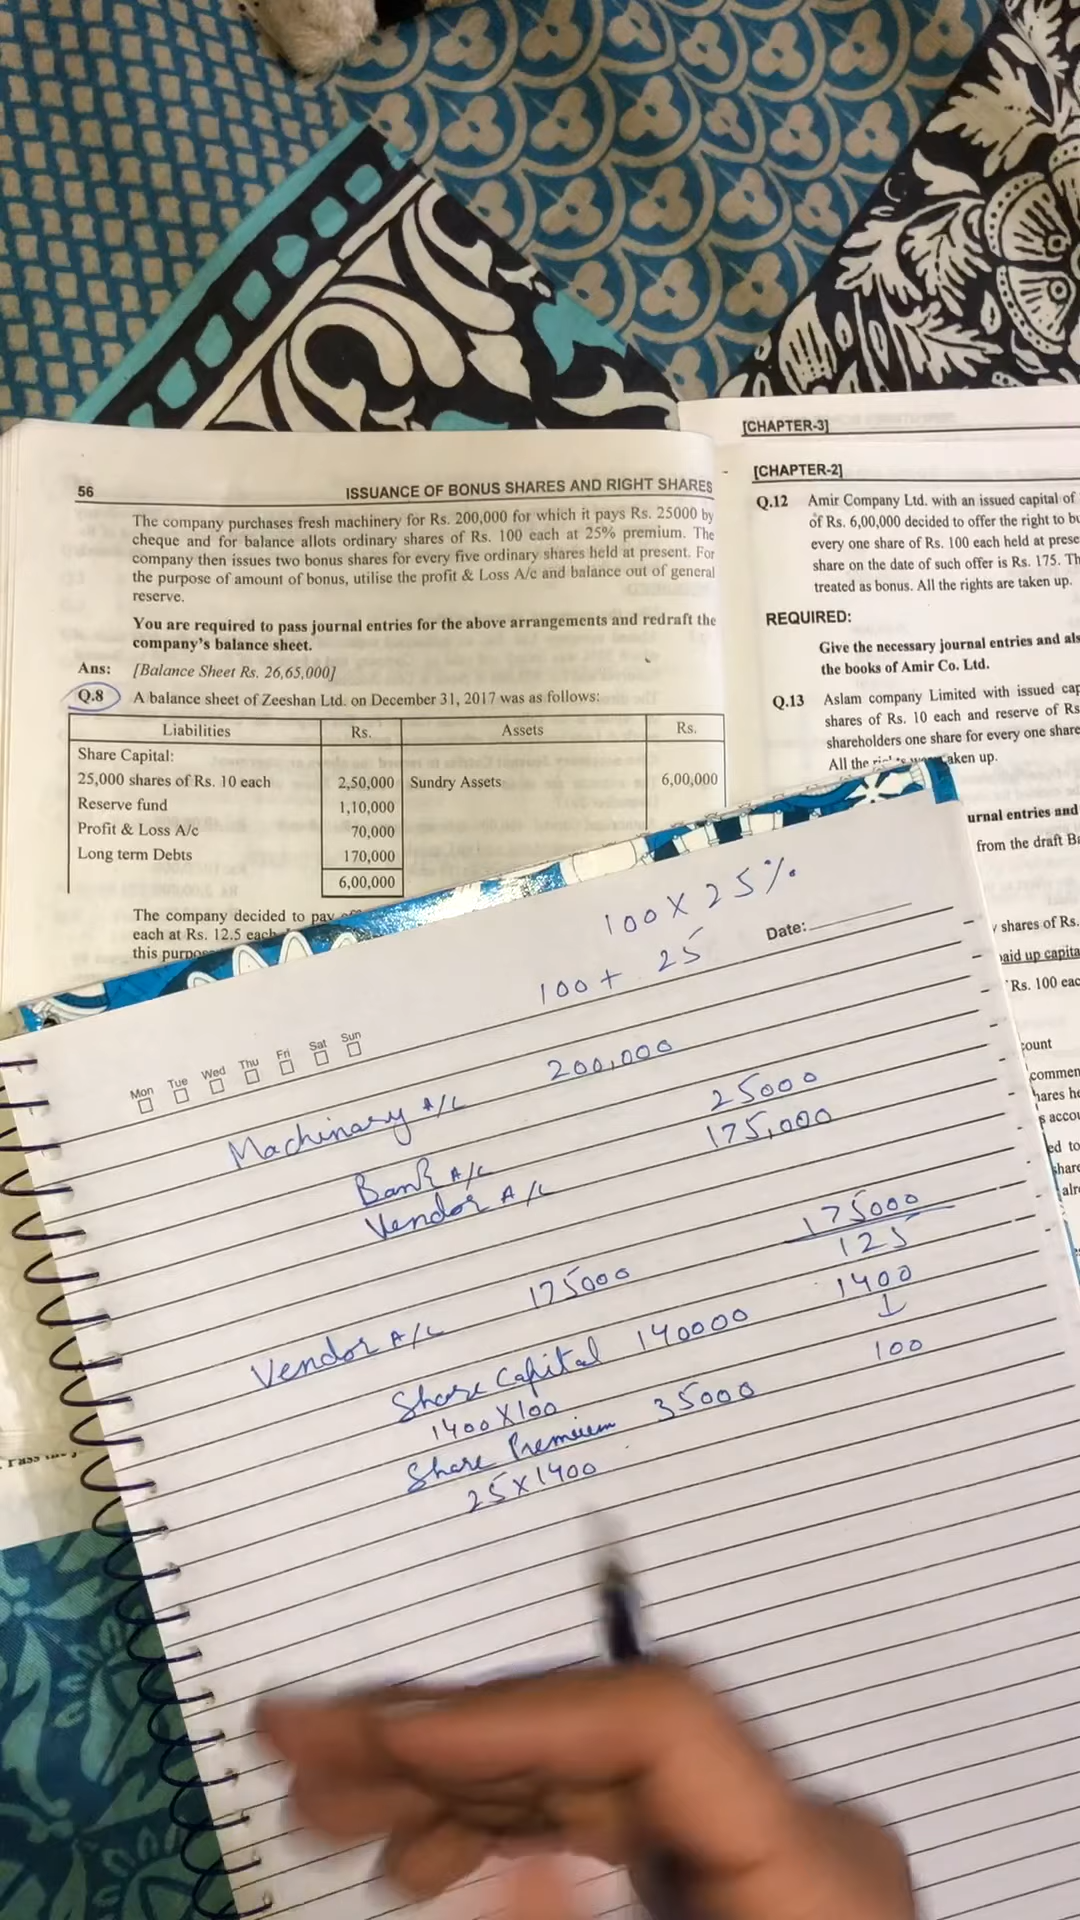 56
ISSUANCE OF BONUS SHARES AND RIGHT SHARES
The company purchases fresh machinery for Rs. 200,000 for which it pays Rs. 25000 by
cheque and for balance allots ordinary shares of Rs. 100 each at 25% premium. The
company then issues two bonus shares for every five ordinary shares held at present. For
the purpose of amount of bonus, utilise the profit & Loss A/c and balance out of general
reserve.
You are required to pass journal entries for the above arrangements and redraft the
company's balance sheet.
Ans: [Balance Sheet Rs. 26,65,000]
Q.8 A balance sheet of Zeeshan Ltd. on December 31, 2017 was as follows:
Liabilities Rs. Assets Rs.
Share Capital:
25,000 shares of Rs. 10 each 2,50,000 Sundry Assets 6,00,000
Reserve fund 1,10,000
Profit & Loss A/c 70,000
Long term Debts 170,000
6,00,000
The company decided to pay
each at Rs. 12.5 each
this
[CHAPTER-3]
[CHAPTER-2]
Q.12 Amir Company Ltd. with an issued capital of
of Rs. 6,00,000 decided to offer the right to
every one share of Rs. 100 each held at
share on the date of such offer is Rs. 175.
treated as bonus. All the rights are taken up.
REQUIRED:
Give the necessary journal entries and
the books of Amir Co. Ltd.
Q.13 Aslam company Limited with issued
shares of Rs. 10 each and reserve of
shareholders one share for every one share
All the taken up.
urnal entries and
from the draft
shares of Rs.
aid up capita
Rs. 100
ount
commen
ed to
100 X 25%
100 + 25
Date:
Mon Tue Wed Thu Fri Sat Sun
Machinary A/C 200,000
Bank A/C 25000
Vendor A/C 175,000
175000
125
1400
100
Vendor A/C 175000
Share Capital 140000
1400X100
Share Premium 35000
25X1400